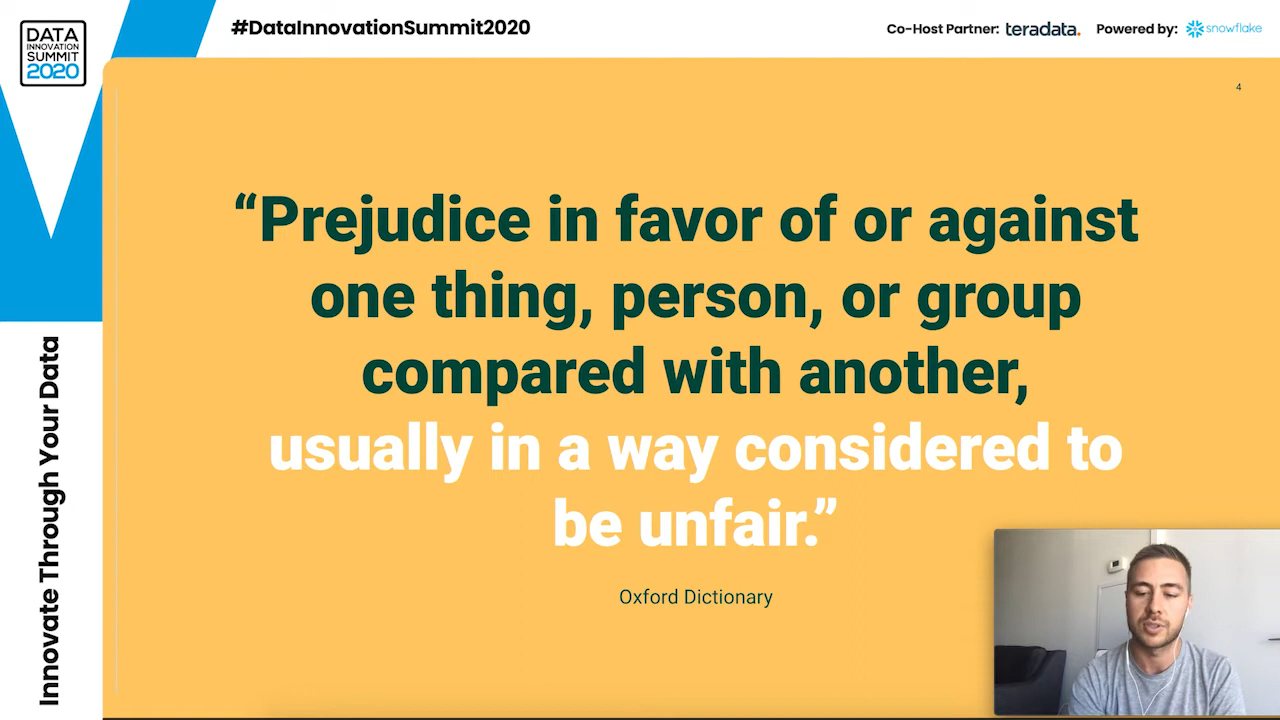 DATA
INNOVATION
SUMMIT
2020
#DataInnovationSummit2020
Co-Host Partner: teradata.
Powered by: snowflake
4
“Prejudice in favor of or against
one thing, person, or group
compared with another,
usually in a way considered to
be unfair.”
Oxford Dictionary
Innovate Through Your Data